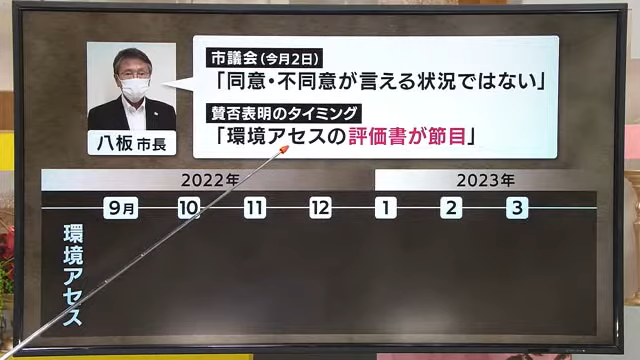 市議会(今月2日)
「同意・不同意が言える状況ではない」
賛否表明のタイミング
「環境アセスの評価書が節目」
八板 市長
2022年
2023年
9月 10 11 12 1 2 3
環境アセス